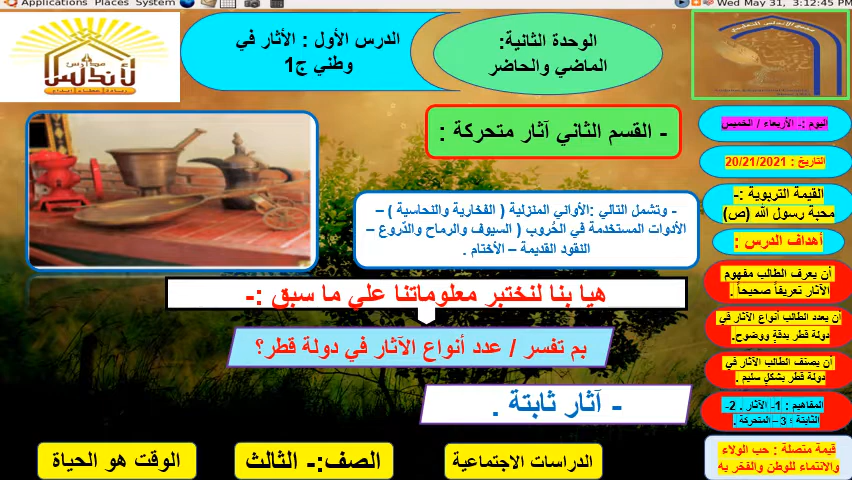 Applications Places System
Wed May 31, 3:12:45 PM
الوحدة الثانية:
الماضي والحاضر
الدرس الأول : الأثار في
وطني ج1
مدارس
الأندلس
اليوم :- الأربعاء / الخميس
التاريخ : 20/21/2021
القيمة التربوية :-
محبة رسول الله (ص)
أهداف الدرس :
أن يعرف الطالب مفهوم
الآثار تعريفاً صحيحاً .
ان يعدد الطالب أنواع الآثار في
دولة قطر بدقةٍ ووضوح.
أن يصنف الطالب الآثار في
دولة قطر بشكلٍ سليم .
المفاهيم : 1- الآثار . 2-
الثابتة ؛ 3 – المتحركة .
قيمة متصلة : حب الولاء
والانتماء للوطن والفخر به
- القسم الثاني آثار متحركة :
- وتشمل التالي :الأواني المنزلية ( الفخارية والنحاسية ) –
الأدوات المستخدمة في الحُروب ( السيوف والرماح والدّروع –
النقود القديمة – الأختام .
هيا بنا لنختبر معلوماتنا علي ما سبق :-
بم تفسر / عدد أنواع الآثار في دولة قطر؟
- آثار ثابتة .
الدراسات الاجتماعية
الصف:- الثالث
الوقت هو الحياة